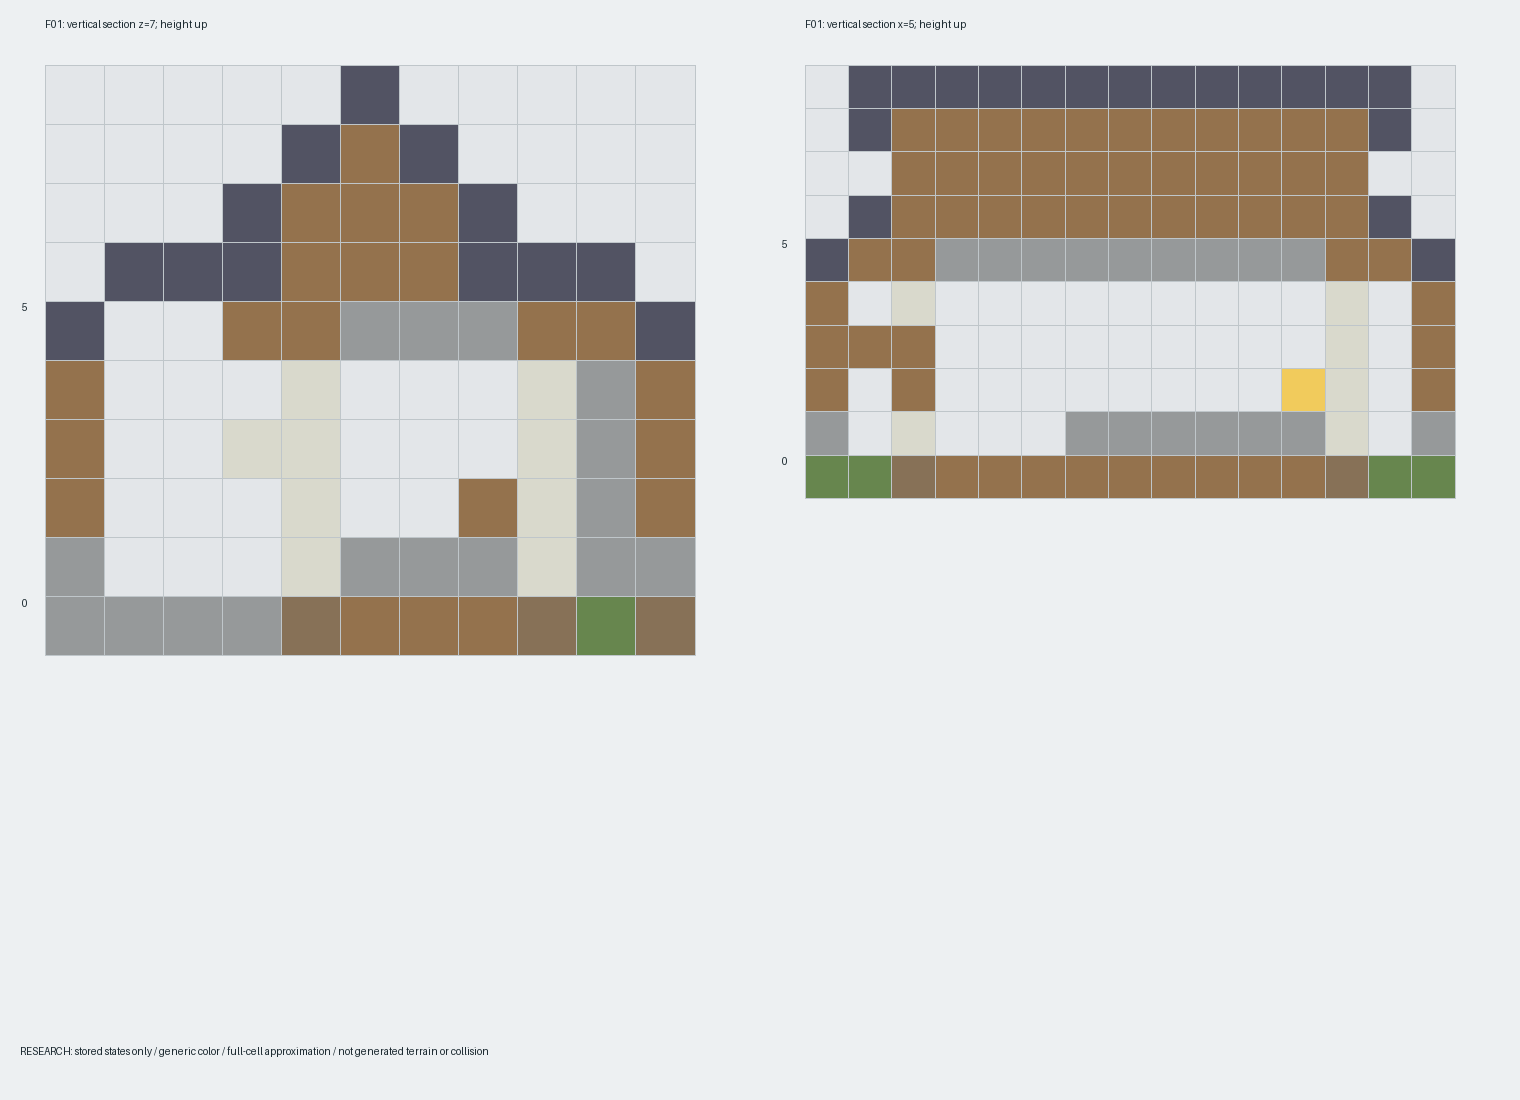 F01: vertical section z=7; height up
F01: vertical section x=5; height up
5
0
5
0
RESEARCH: stored states only / generic color / full-cell approximation / not generated terrain or collision